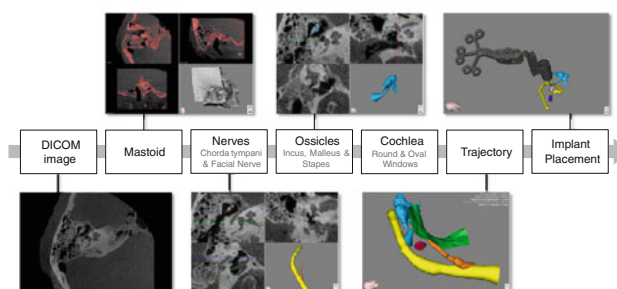 DICOM
image
Mastoid
Nerves
Chorda tympani
& Facial Nerve
Ossicles
Incus, Malleus &
Stapes
Cochlea
Round & Oval
Windows
Trajectory
Implant
Placement